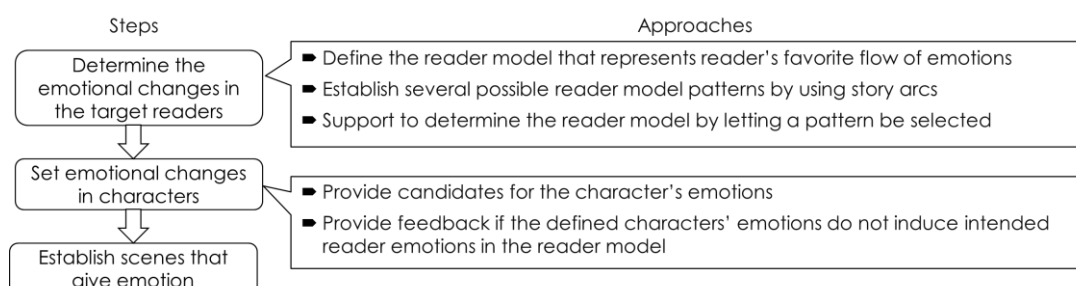 Steps
Approaches
Determine the
emotional changes in
the target readers
Define the reader model that represents reader's favorite flow of emotions
Establish several possible reader model patterns by using story arcs
Support to determine the reader model by letting a pattern be selected
Set emotional changes
in characters
Provide candidates for the character's emotions
Provide feedback if the defined characters' emotions do not induce intended
reader emotions in the reader model
Establish scenes that
give emotion